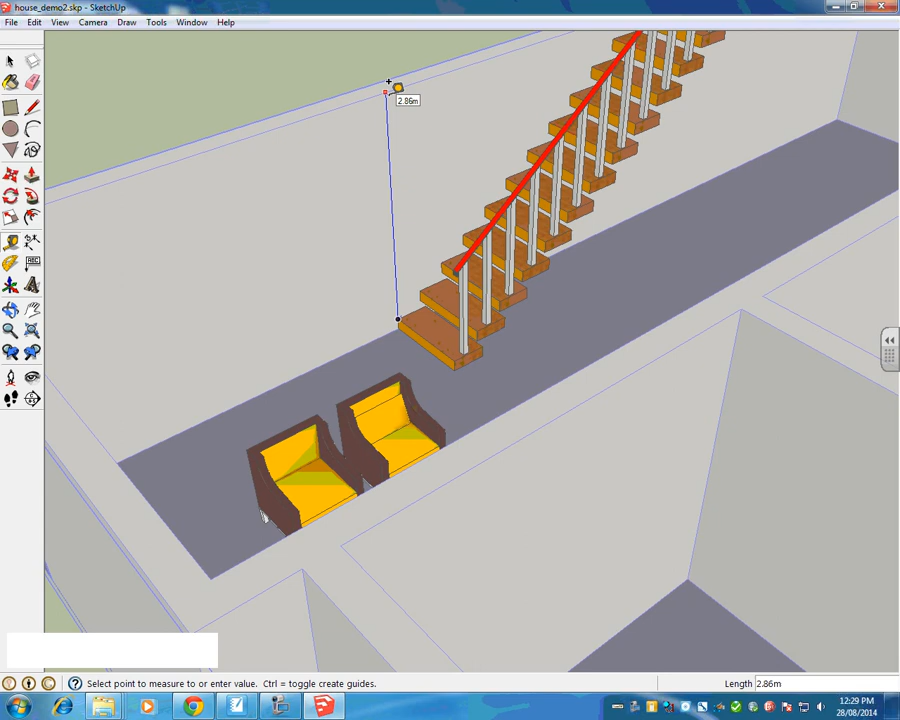 house_demo2.skp - SketchUp
File Edit View Camera Draw Tools Window Help
2.86m
ABC
Select point to measure to or enter value. Ctrl = toggle create guides.
Length 2.86m
12:29 PM
28/08/2014